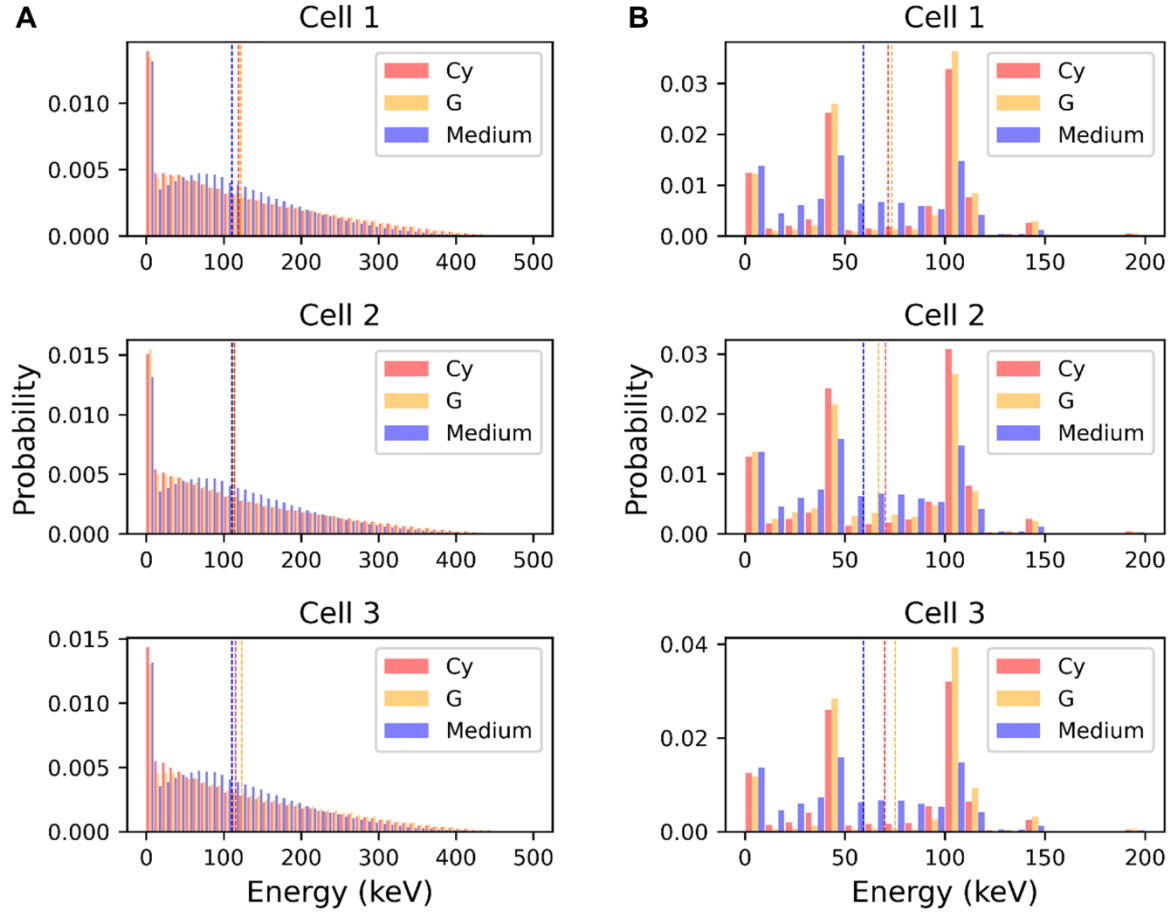 A
Cell 1
0.010
0.005
0.000
0 100 200 300 400 500
Cy
G
Medium
Cell 2
0.015
0.010
0.005
0.000
0 100 200 300 400 500
Cy
G
Medium
Cell 3
0.015
0.010
0.005
0.000
0 100 200 300 400 500
Cy
G
Medium
Probability
Energy (keV)
B
Cell 1
0.03
0.02
0.01
0.00
0 50 100 150 200
Cy
G
Medium
Cell 2
0.03
0.02
0.01
0.00
0 50 100 150 200
Cy
G
Medium
Cell 3
0.04
0.02
0.00
0 50 100 150 200
Cy
G
Medium
Probability
Energy (keV)